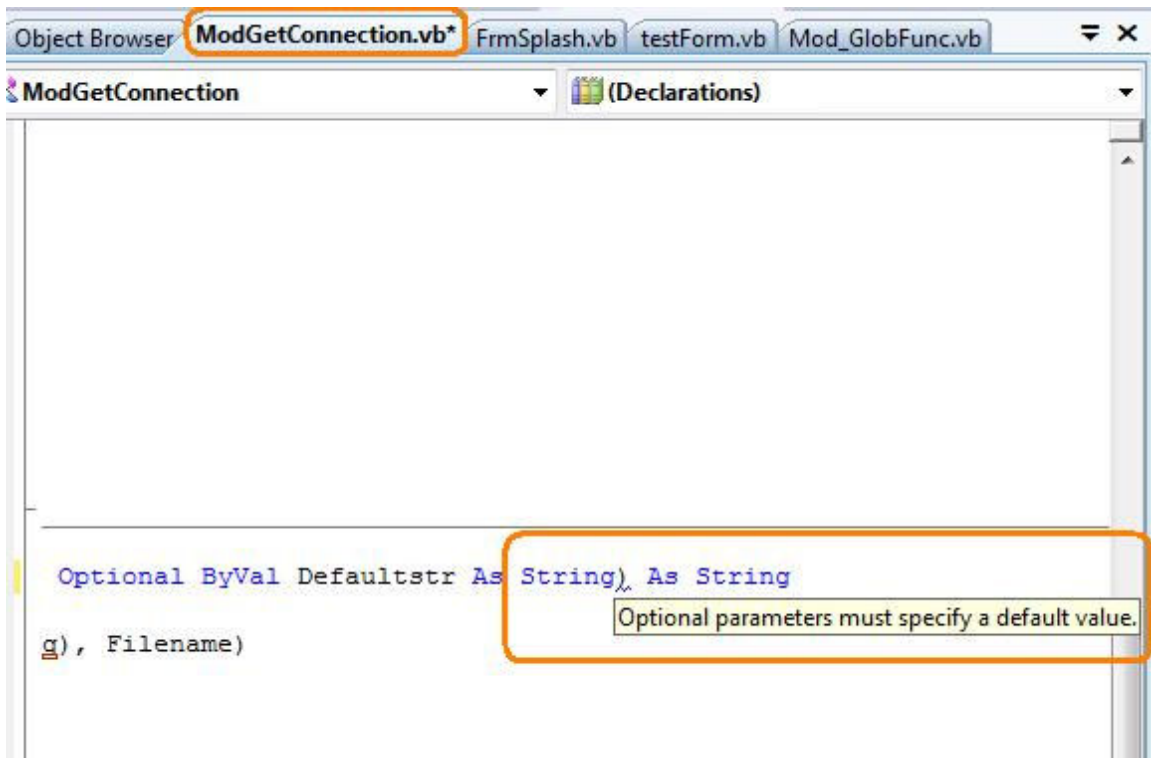 Object Browser ModGetConnection.vb* FrmSplash.vb testForm.vb Mod_GlobFunc.vb
ModGetConnection (Declarations)
Optional ByVal Defaultstr As String) As String
Optional parameters must specify a default value.
g), Filename)